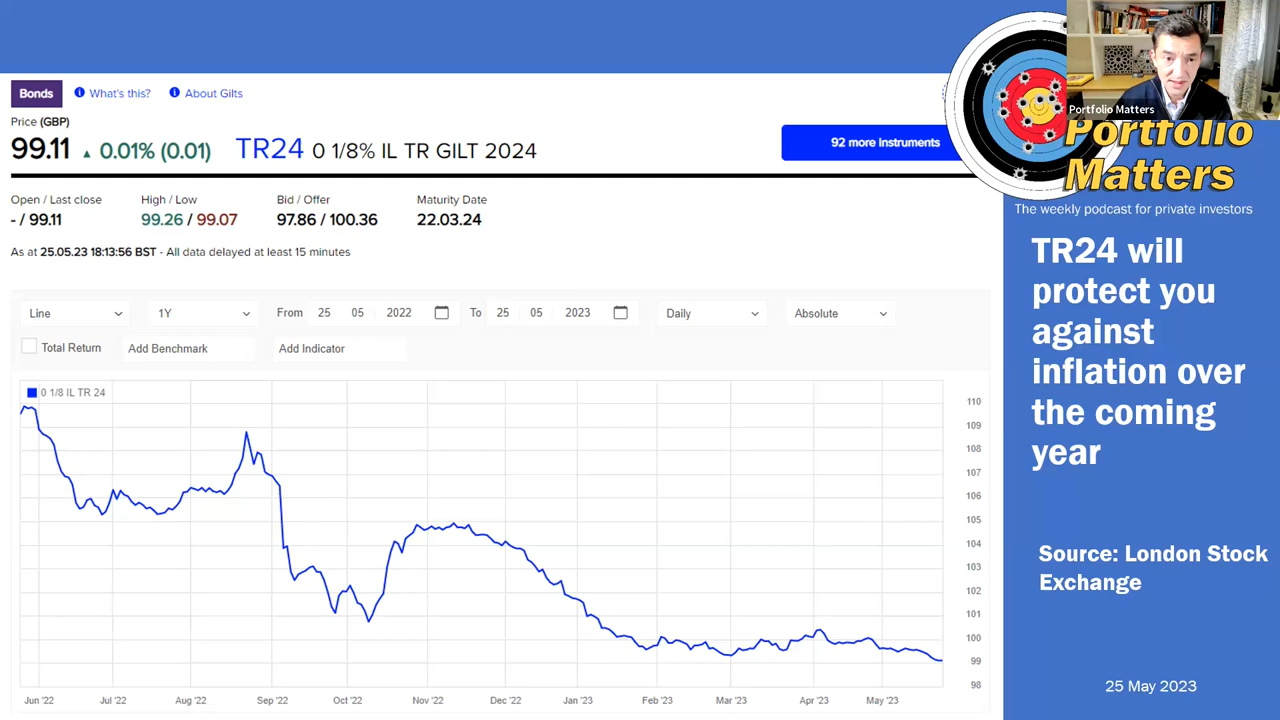 Bonds What's this? About Gilts
Price (GBP)
99.11 ▲ 0.01% (0.01) TR24 0 1/8% IL TR GILT 2024
92 more instruments
Open / Last close High / Low Bid / Offer Maturity Date
- / 99.11 99.26 / 99.07 97.86 / 100.36 22.03.24
As at 25.05.23 18:13:56 BST - All data delayed at least 15 minutes
Line 1Y From 25 05 2022 To 25 05 2023 Daily Absolute
Total Return Add Benchmark Add Indicator
0 1/8 IL TR 24
110
109
108
107
106
105
104
103
102
101
100
99
98
Jun '22 Jul '22 Aug '22 Sep '22 Oct '22 Nov '22 Dec '22 Jan '23 Feb '23 Mar '23 Apr '23 May '23
Portfolio Matters
Portfolio
Matters
The weekly podcast for private investors
TR24 will
protect you
against
inflation over
the coming
year
Source: London Stock
Exchange
25 May 2023